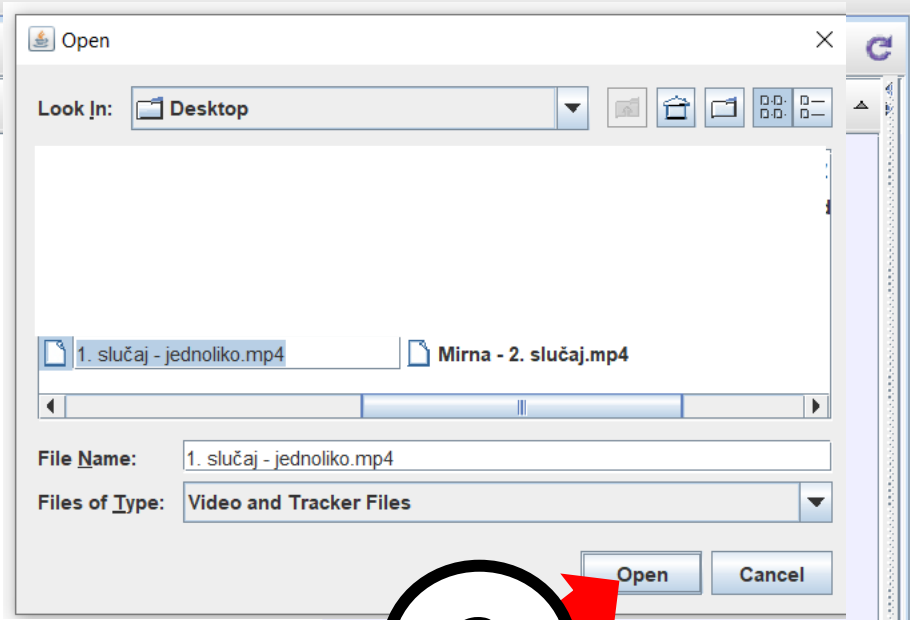 Open
Look In: Desktop
1. slučaj - jednoliko.mp4 Mirna - 2. slučaj.mp4
File Name: 1. slučaj - jednoliko.mp4
Files of Type: Video and Tracker Files
Open Cancel